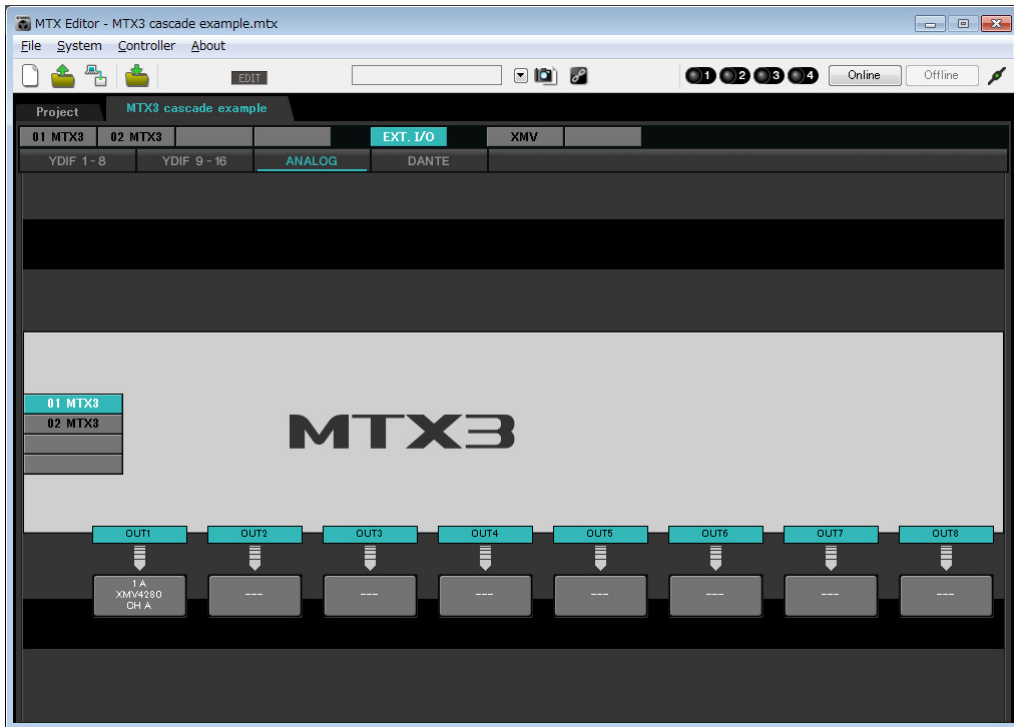 MTX Editor - MTX3 cascade example.mtx
File System Controller About
EDIT 1 2 3 4 Online Offline
Project MTX3 cascade example
01 MTX3 02 MTX3 EXT. I/O XMV
YDIF 1 - 8 YDIF 9 - 16 ANALOG DANTE
01 MTX3
02 MTX3
MTX3
OUT1 OUT2 OUT3 OUT4 OUT5 OUT6 OUT7 OUT8
1 A
XMV4280
CH A
--- --- --- --- --- --- ---